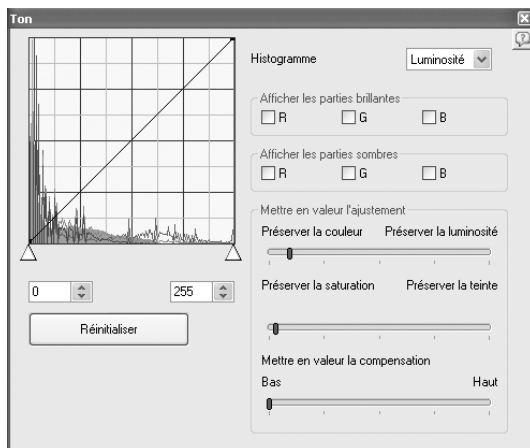 Ton
Histogramme
Luminosité
Afficher les parties brillantes
R G B
Afficher les parties sombres
R G B
Mettre en valeur l'ajustement
Préserver la couleur Préserver la luminosité
Préserver la saturation Préserver la teinte
Mettre en valeur la compensation
Bas Haut
0 255
Réinitialiser